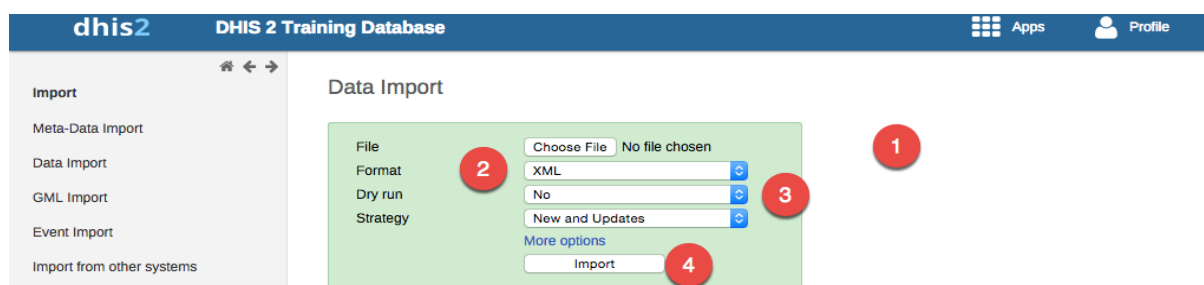 dhis2 DHIS 2 Training Database Apps Profile
Import
Meta-Data Import
Data Import
GML Import
Event Import
Import from other systems
Data Import
File Choose File No file chosen 1
Format 2 XML
Dry run No 3
Strategy New and Updates
More options
Import 4